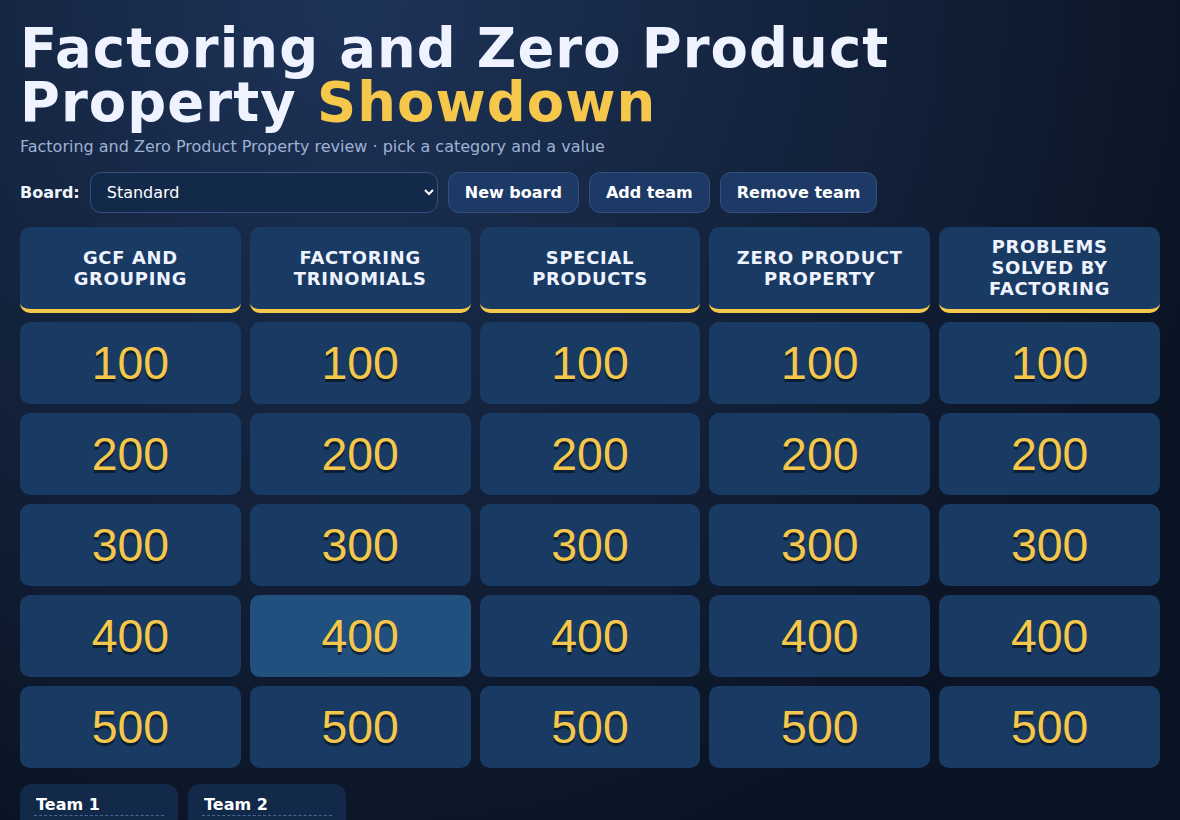 Factoring and Zero Product
Property Showdown
Factoring and Zero Product Property review · pick a category and a value
Board: Standard New board Add team Remove team
GCF AND
GROUPING
FACTORING
TRINOMIALS
SPECIAL
PRODUCTS
ZERO PRODUCT
PROPERTY
PROBLEMS
SOLVED BY
FACTORING
100 100 100 100 100
200 200 200 200 200
300 300 300 300 300
400 400 400 400 400
500 500 500 500 500
Team 1 Team 2